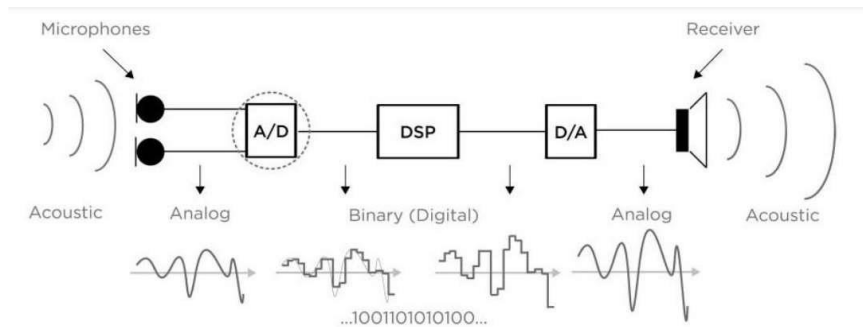 Microphones
Receiver
A/D
DSP
D/A
Acoustic
Analog
Binary (Digital)
Analog
Acoustic
...1001101010100...